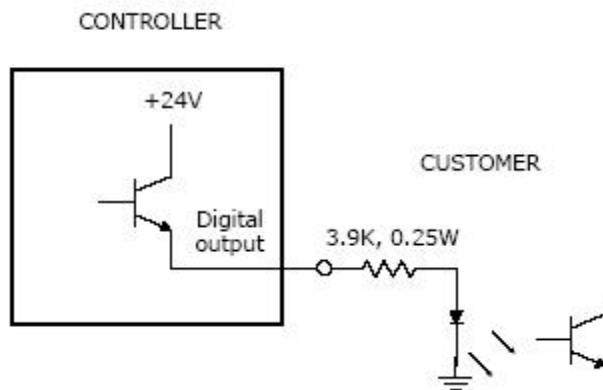 CONTROLLER
+24V
CUSTOMER
Digital
output
3.9K, 0.25W